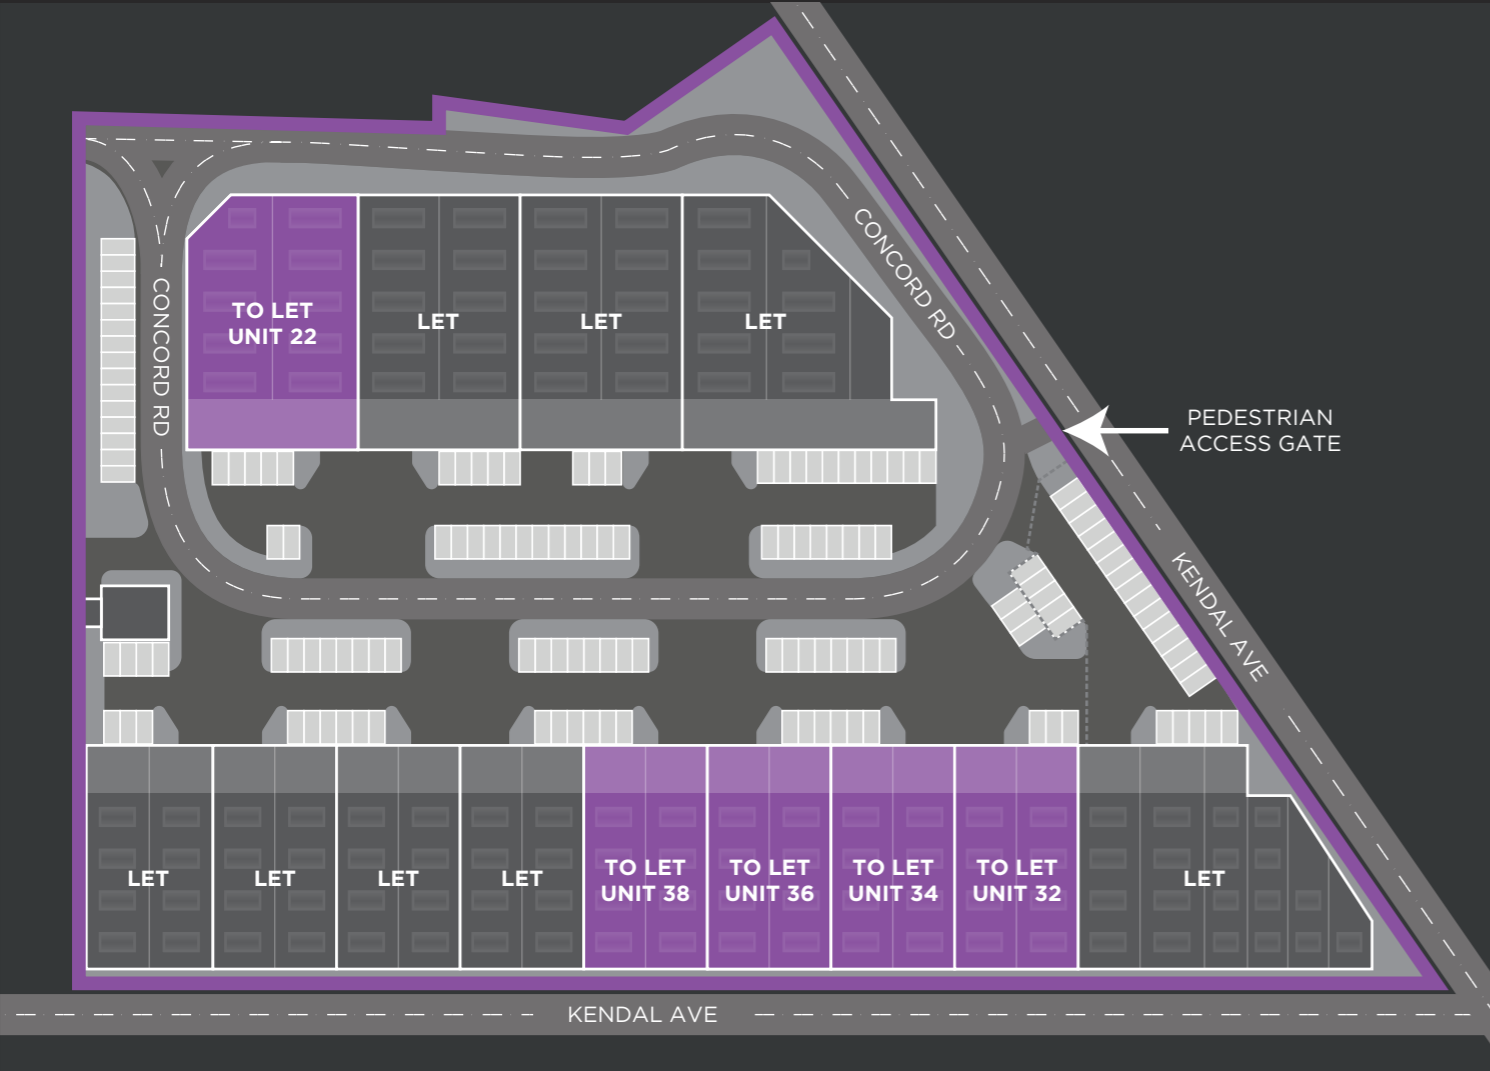 CONCORD RD
TO LET
UNIT 22
LET
LET
LET
CONCORD RD
PEDESTRIAN
ACCESS GATE
KENDAL AVE
LET
LET
LET
LET
TO LET
UNIT 38
TO LET
UNIT 36
TO LET
UNIT 34
TO LET
UNIT 32
LET
KENDAL AVE